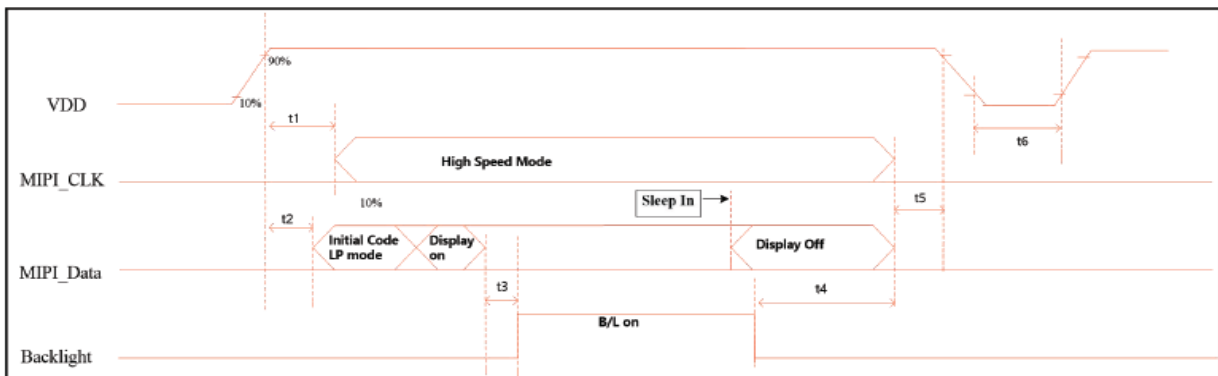 90%
VDD
10%
t1
t6
High Speed Mode
MIPI_CLK
10%
Sleep In
t5
t2
Initial Code
LP mode
Display
on
Display Off
MIPI_Data
t3
t4
B/L on
Backlight